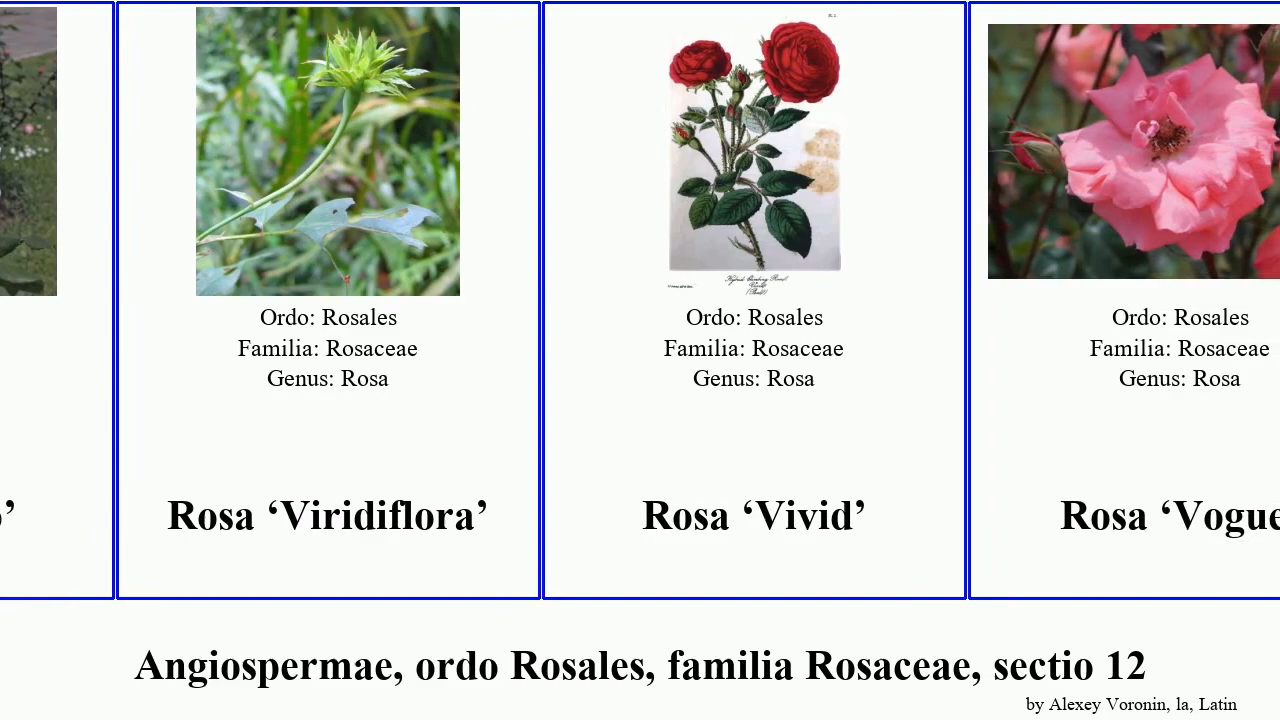 Ordo: Rosales
Familia: Rosaceae
Genus: Rosa
Rosa ‘Viridiflora’
Ordo: Rosales
Familia: Rosaceae
Genus: Rosa
Rosa ‘Vivid’
Ordo: Rosales
Familia: Rosaceae
Genus: Rosa
Rosa ‘Vogue
Angiospermae, ordo Rosales, familia Rosaceae, sectio 12
by Alexey Voronin, la, Latin